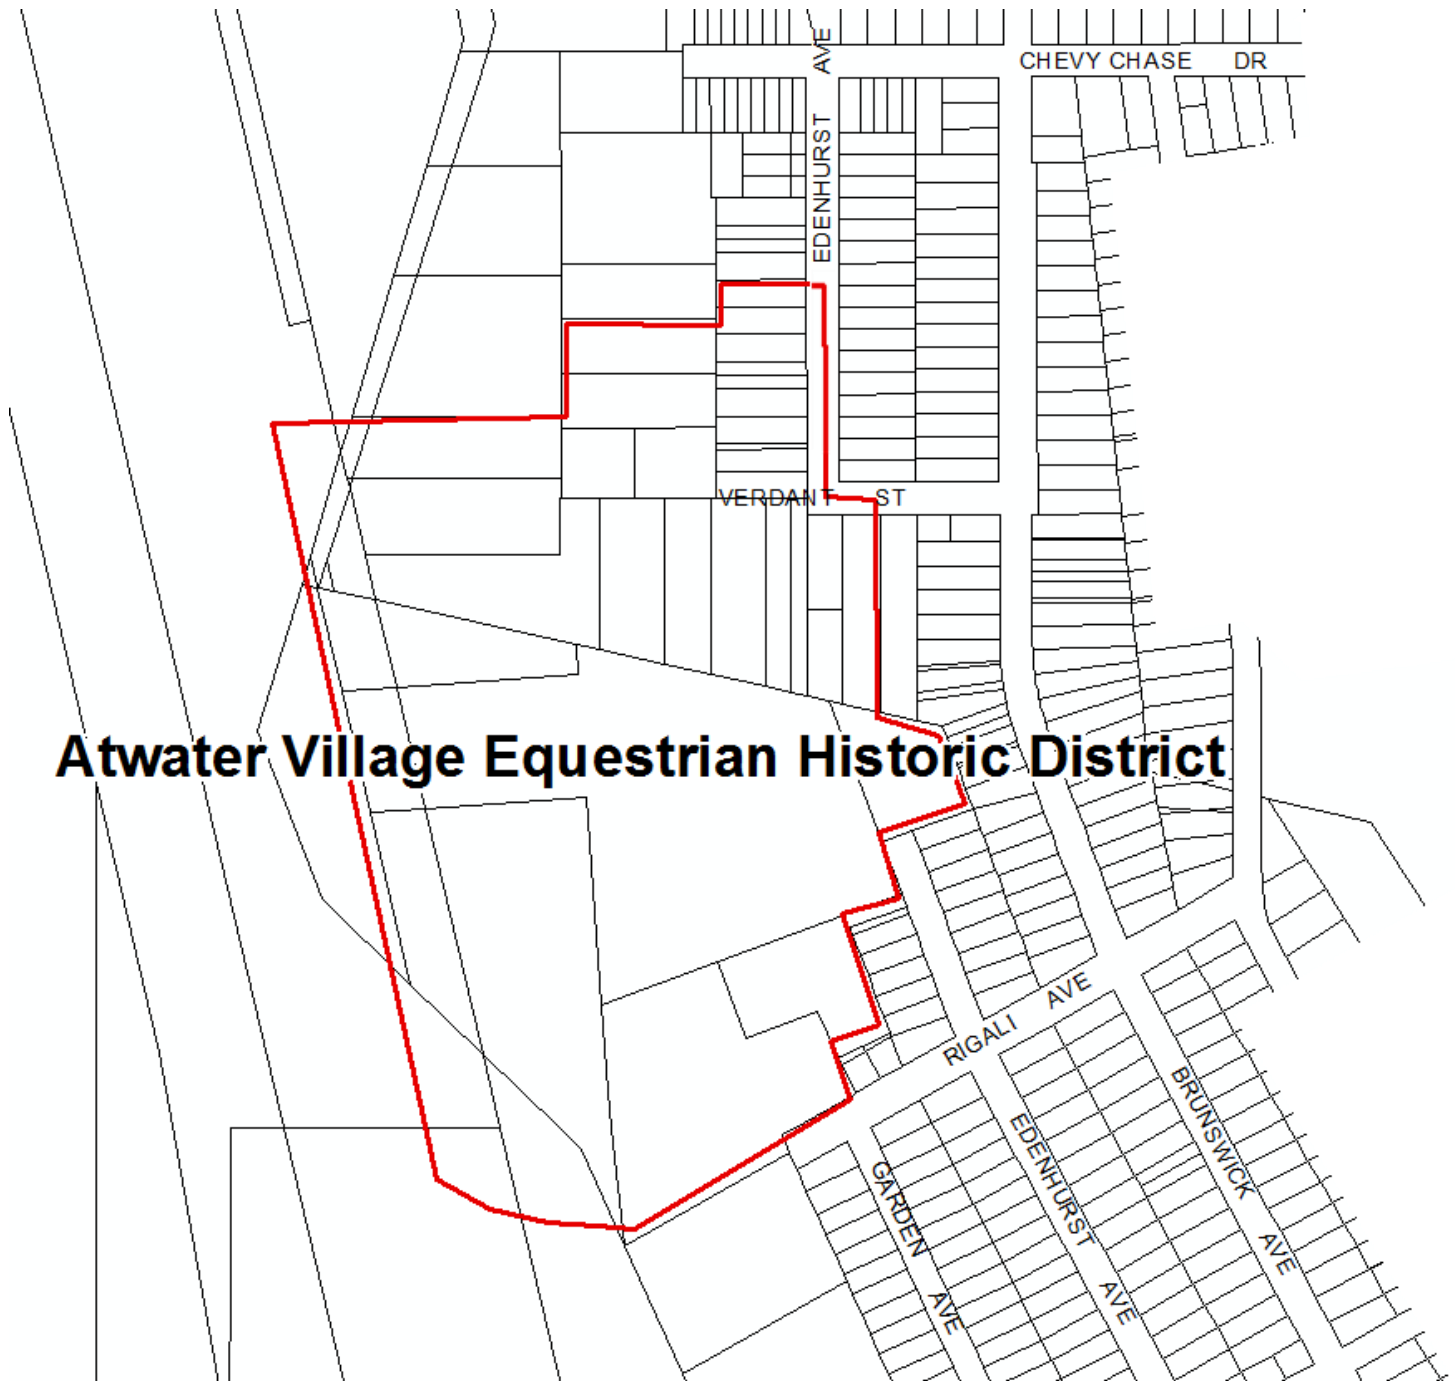 CHEVY CHASE DR
EDENHURST AVE
VERDANT ST
Atwater Village Equestrian Historic District
RIGALI AVE
BRUNSWICK AVE
EDENHURST AVE
GARDEN AVE